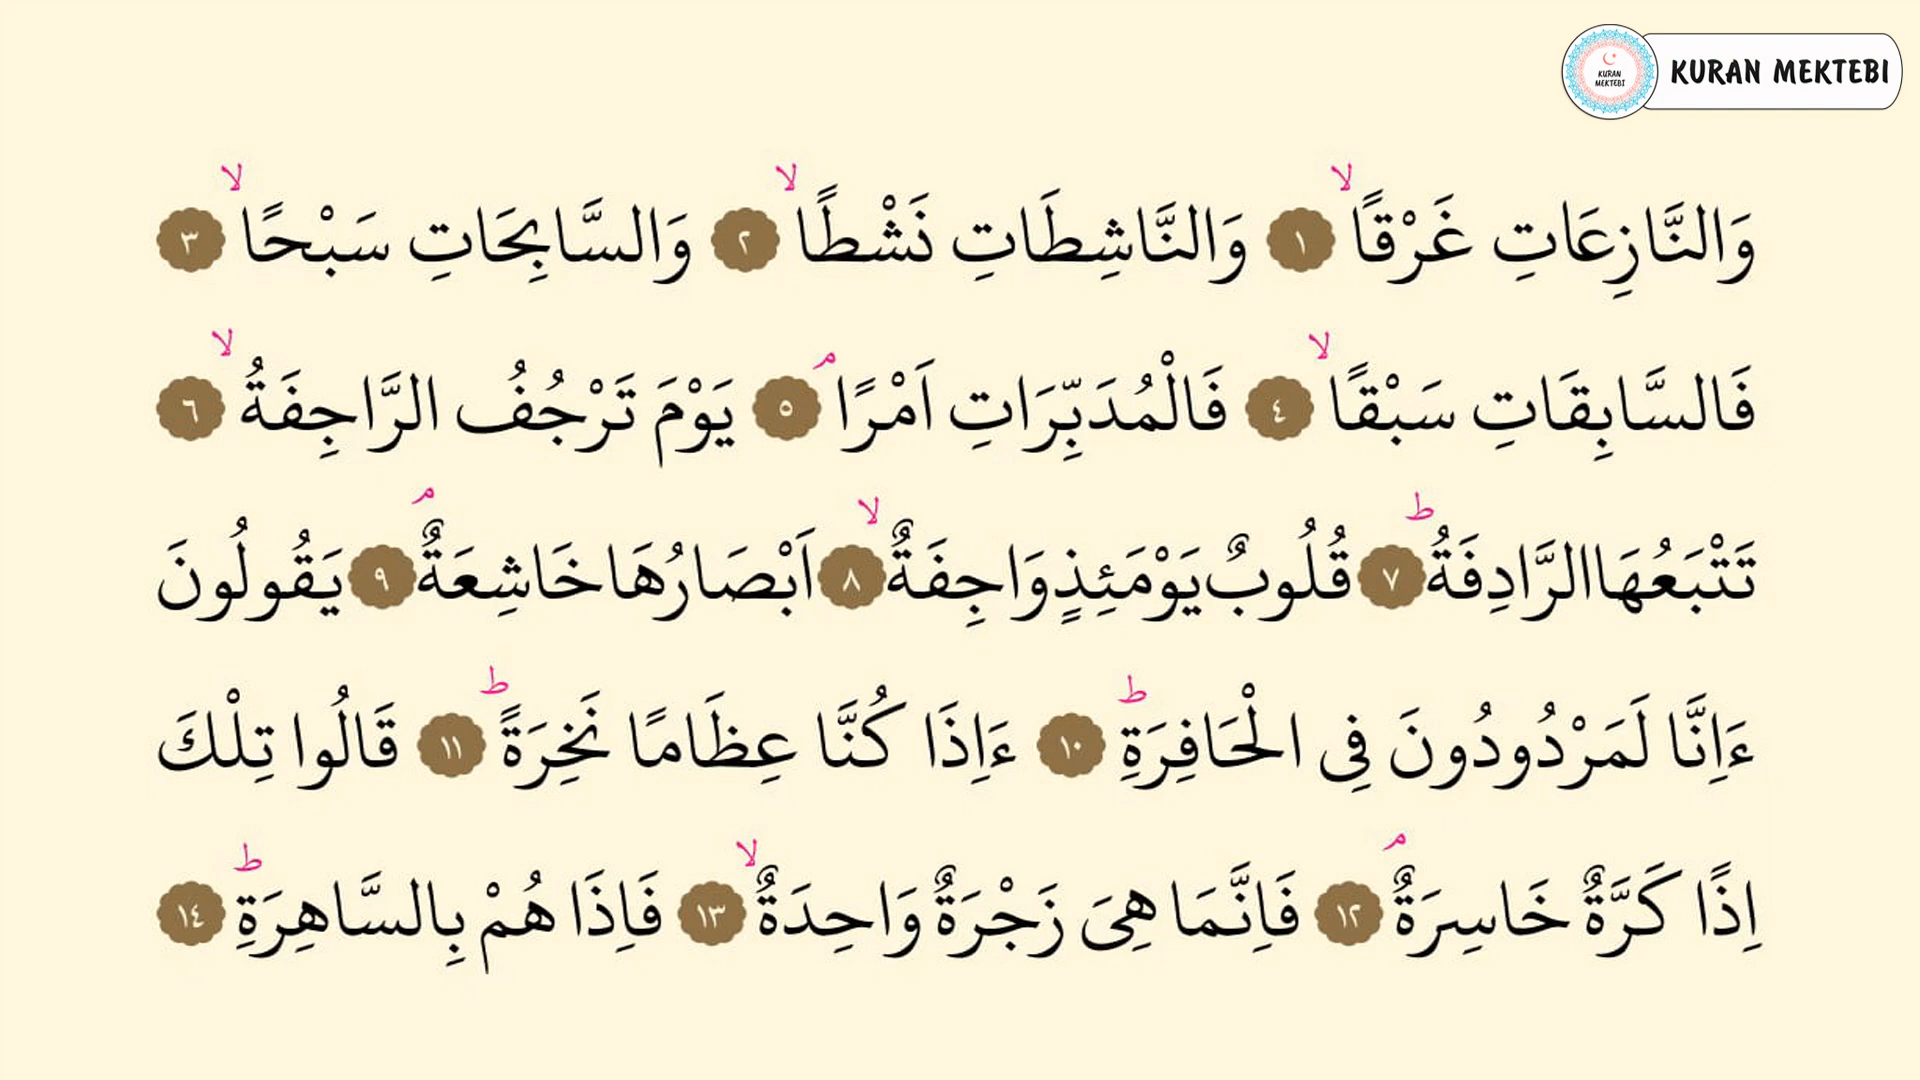 KURAN MEKTEBI
KURAN
MEKTEBI
وَالنَّازِعَاتِ غَرْقًاۙ ١ وَالنَّاشِطَاتِ نَشْطًاۙ ٢ وَالسَّابِحَاتِ سَبْحًاۙ ٣
فَالسَّابِقَاتِ سَبْقًاۙ ٤ فَالْمُدَبِّرَاتِ اَمْرًاۘ ٥ يَوْمَ تَرْجُفُ الرَّاجِفَةُۙ ٦
تَتْبَعُهَا الرَّادِفَةُؕ ٧ قُلُوبٌ يَوْمَئِذٍ وَاجِفَةٌۙ ٨ اَبْصَارُهَا خَاشِعَةٌۘ ٩ يَقُولُونَ
ءَاِنَّا لَمَرْدُودُونَ فِى الْحَافِرَةِؕ ١٠ ءَاِذَا كُنَّا عِظَامًا نَخِرَةًؕ ١١ قَالُوا تِلْكَ
اِذًا كَرَّةٌ خَاسِرَةٌۘ ١٢ فَاِنَّمَا هِىَ زَجْرَةٌ وَاحِدَةٌۙ ١٣ فَاِذَا هُمْ بِالسَّاهِرَةِؕ ١٤